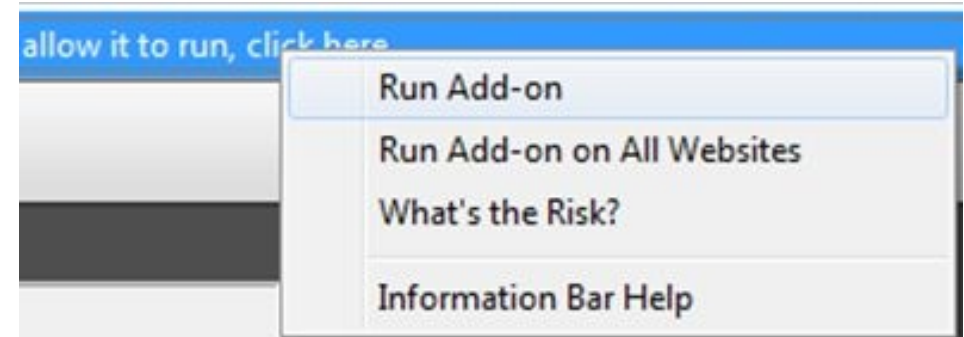 allow it to run, click here
Run Add-on
Run Add-on on All Websites
What's the Risk?
Information Bar Help